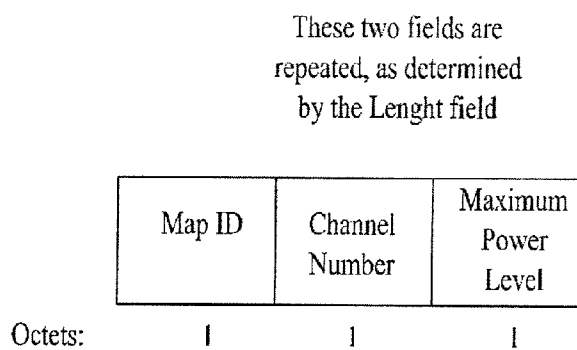 These two fields are
repeated, as determined
by the Lenght field
Map ID
Channel
Number
Maximum
Power
Level
Octets: 1 1 1